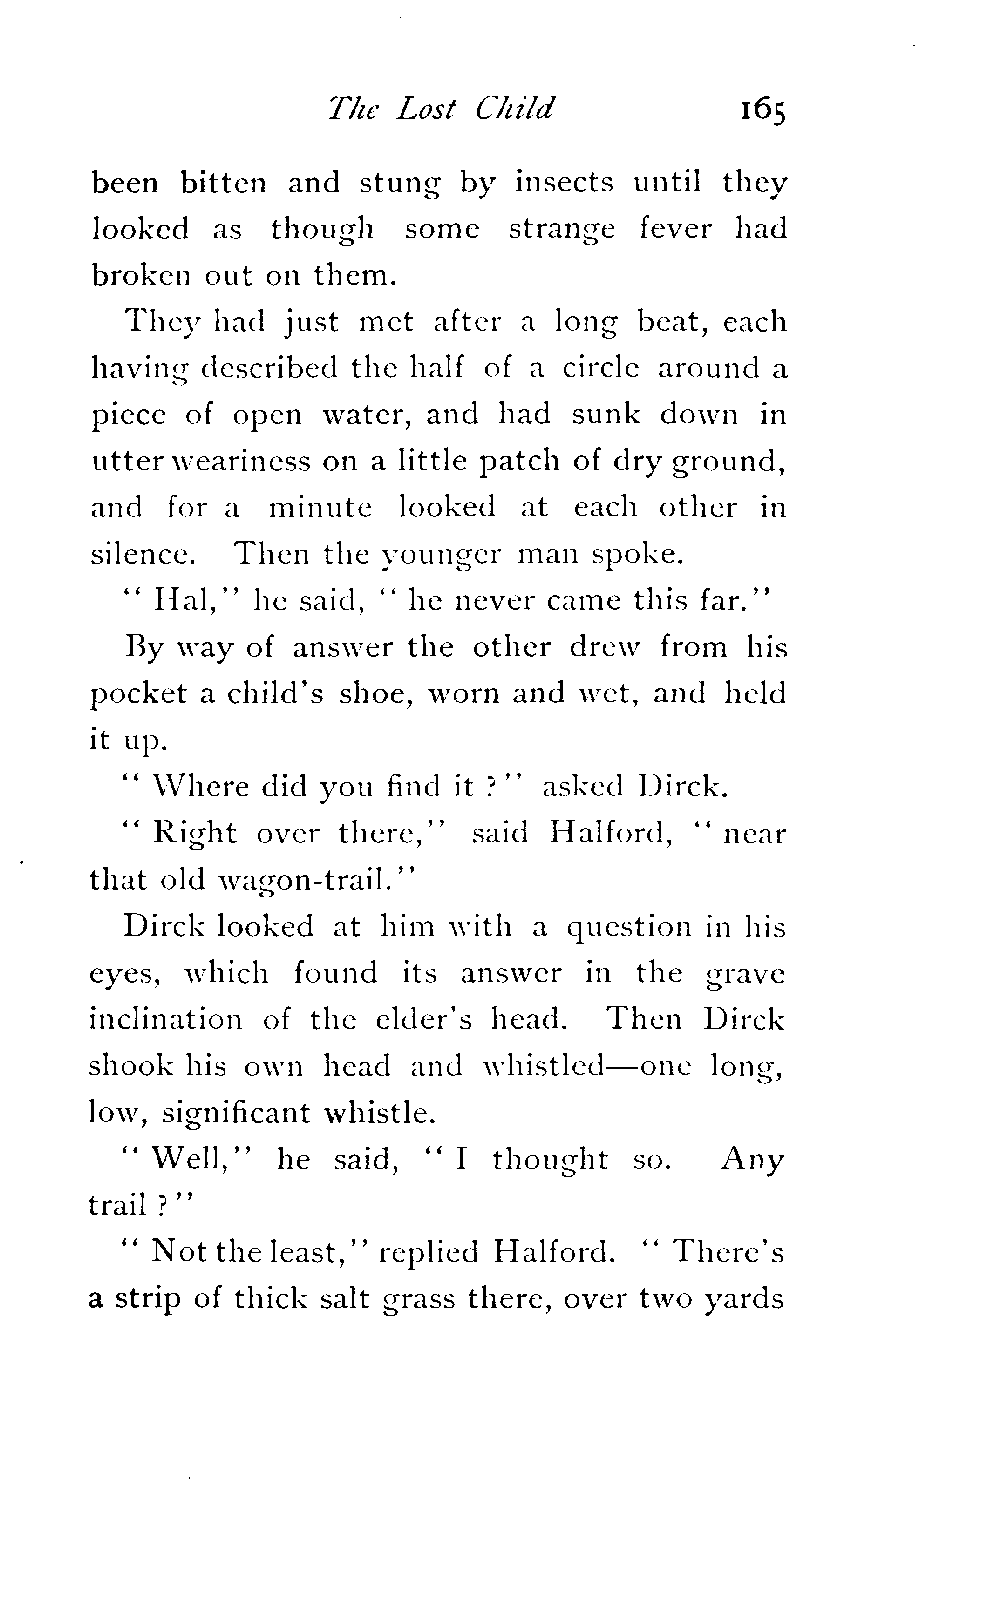 The Lost Child 165
been bitten and stung by insects until they
looked as though some strange fever had
broken out on them.
They had just met after a long beat, each
having described the half of a circle around a
piece of open water, and had sunk down in
utter weariness on a little patch of dry ground,
and for a minute looked at each other in
silence. Then the younger man spoke.
" Hal," he said, " he never came this far."
By way of answer the other drew from his
pocket a child's shoe, worn and wet, and held
it up.
" Where did you find it ? " asked Dirck.
" Right over there," said Halford, " near
that old wagon-trail."
Dirck looked at him with a question in his
eyes, which found its answer in the grave
inclination of the elder's head. Then Dirck
shook his own head and whistled—one long,
low, significant whistle.
" Well," he said, " I thought so. Any
trail ? "
" Not the least," replied Halford. " There's
a strip of thick salt grass there, over two yards